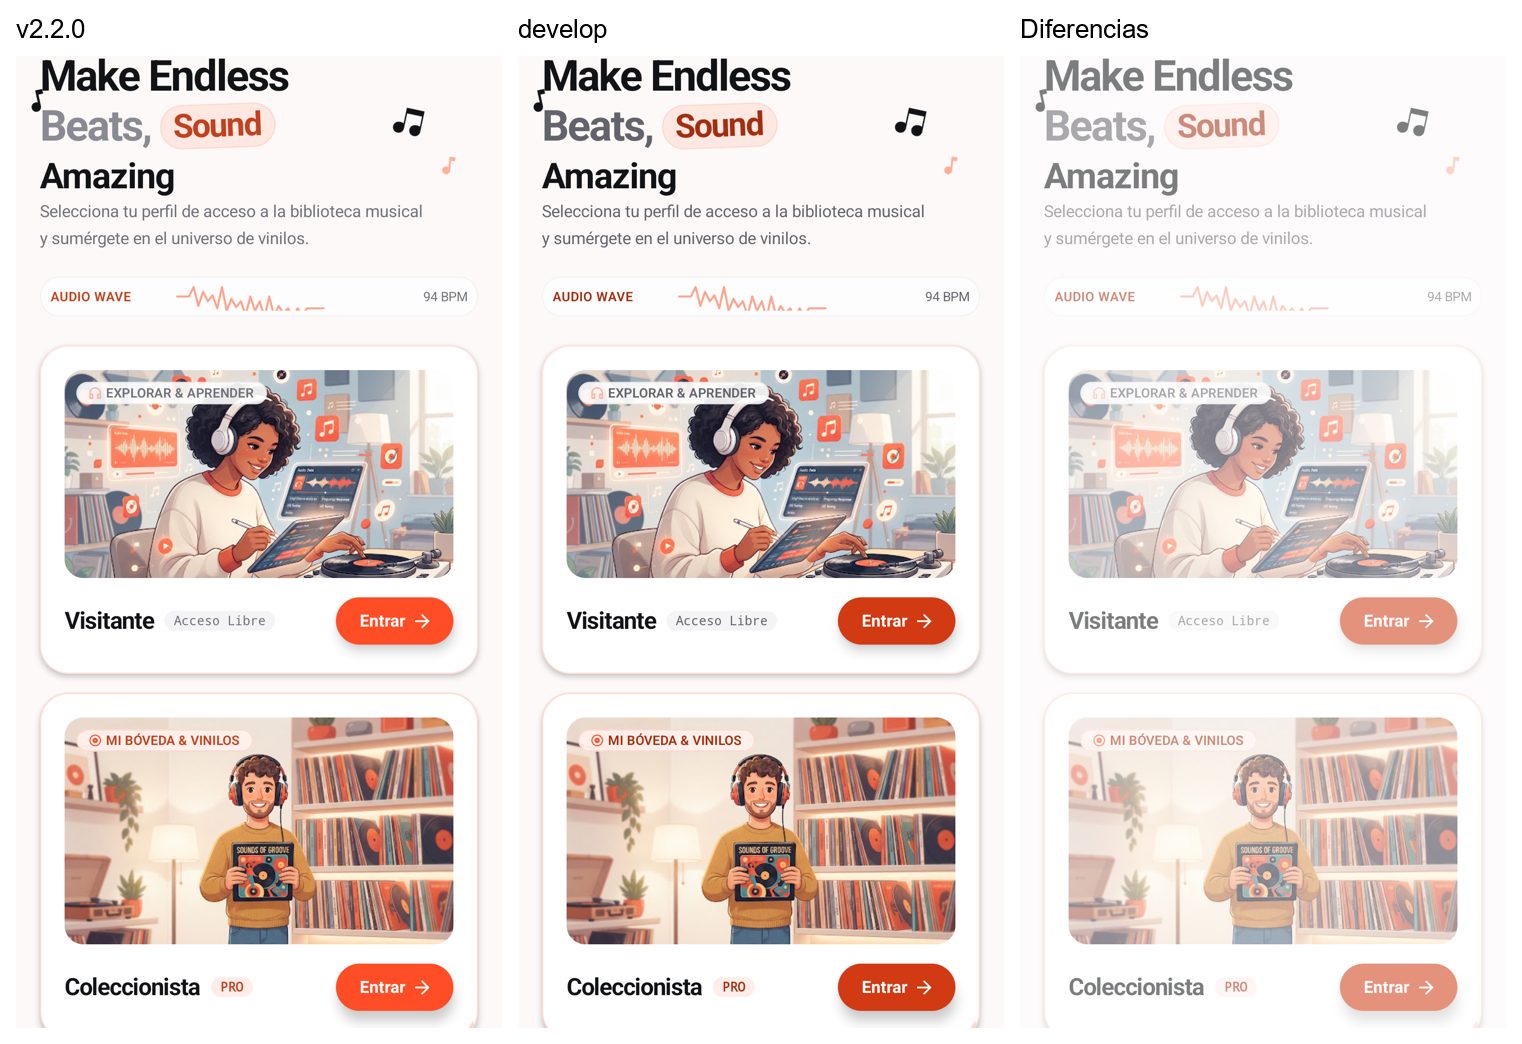 v2.2.0
Make Endless
Beats, Sound
Amazing
Selecciona tu perfil de acceso a la biblioteca musical
y sumérgete en el universo de vinilos.
AUDIO WAVE 94 BPM
EXPLORAR & APRENDER
Visitante Acceso Libre Entrar →
MI BÓVEDA & VINILOS
SOUNDS OF GROOVE
Coleccionista PRO Entrar →
develop
Make Endless
Beats, Sound
Amazing
Selecciona tu perfil de acceso a la biblioteca musical
y sumérgete en el universo de vinilos.
AUDIO WAVE 94 BPM
EXPLORAR & APRENDER
Visitante Acceso Libre Entrar →
MI BÓVEDA & VINILOS
SOUNDS OF GROOVE
Coleccionista PRO Entrar →
Diferencias
Make Endless
Beats, Sound
Amazing
Selecciona tu perfil de acceso a la biblioteca musical
y sumérgete en el universo de vinilos.
AUDIO WAVE 94 BPM
EXPLORAR & APRENDER
Visitante Acceso Libre Entrar →
MI BÓVEDA & VINILOS
SOUNDS OF GROOVE
Coleccionista PRO Entrar →